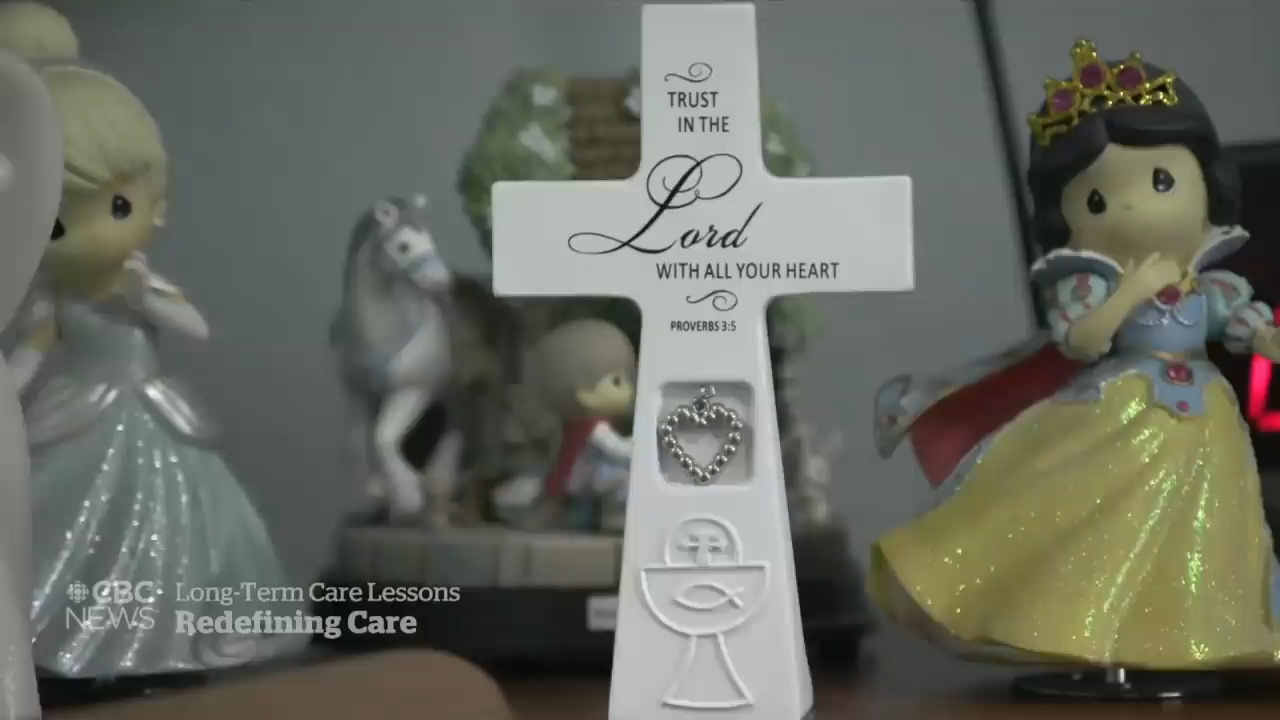 TRUST
IN THE
Lord
WITH ALL YOUR HEART
PROVERBS 3:5
CBC
NEWS
Long-Term Care Lessons
Redefining Care